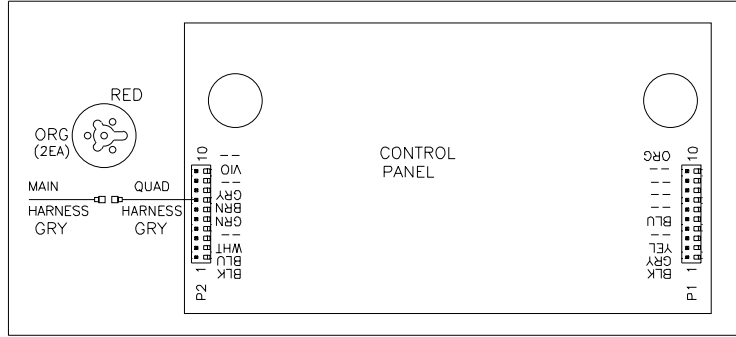 RED
ORG
(2EA)
MAIN
QUAD
HARNESS
HARNESS
GRY
GRY
CONTROL
PANEL
10
--
VIO
--
GRY
BRN
GRN
--
WHT
BLU
BLK
1
P2
10
ORG
--
--
--
--
BLU
--
YEL
GRY
BLK
1
P1